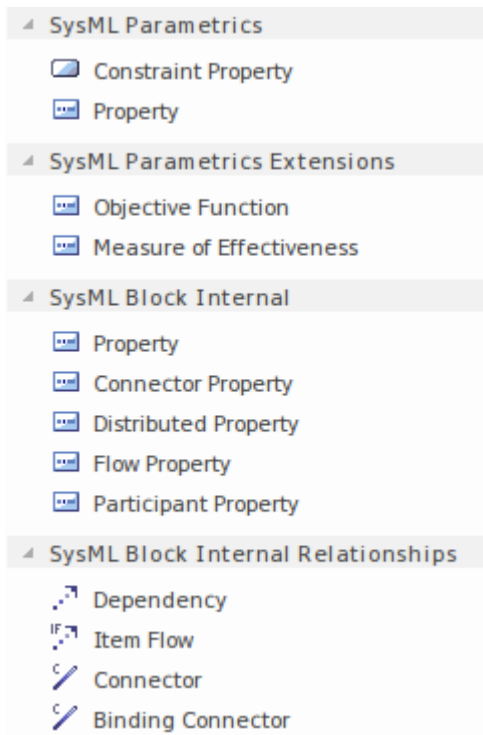 SysML Parametrics
Constraint Property
Property
SysML Parametrics Extensions
Objective Function
Measure of Effectiveness
SysML Block Internal
Property
Connector Property
Distributed Property
Flow Property
Participant Property
SysML Block Internal Relationships
Dependency
IF Item Flow
C Connector
C Binding Connector